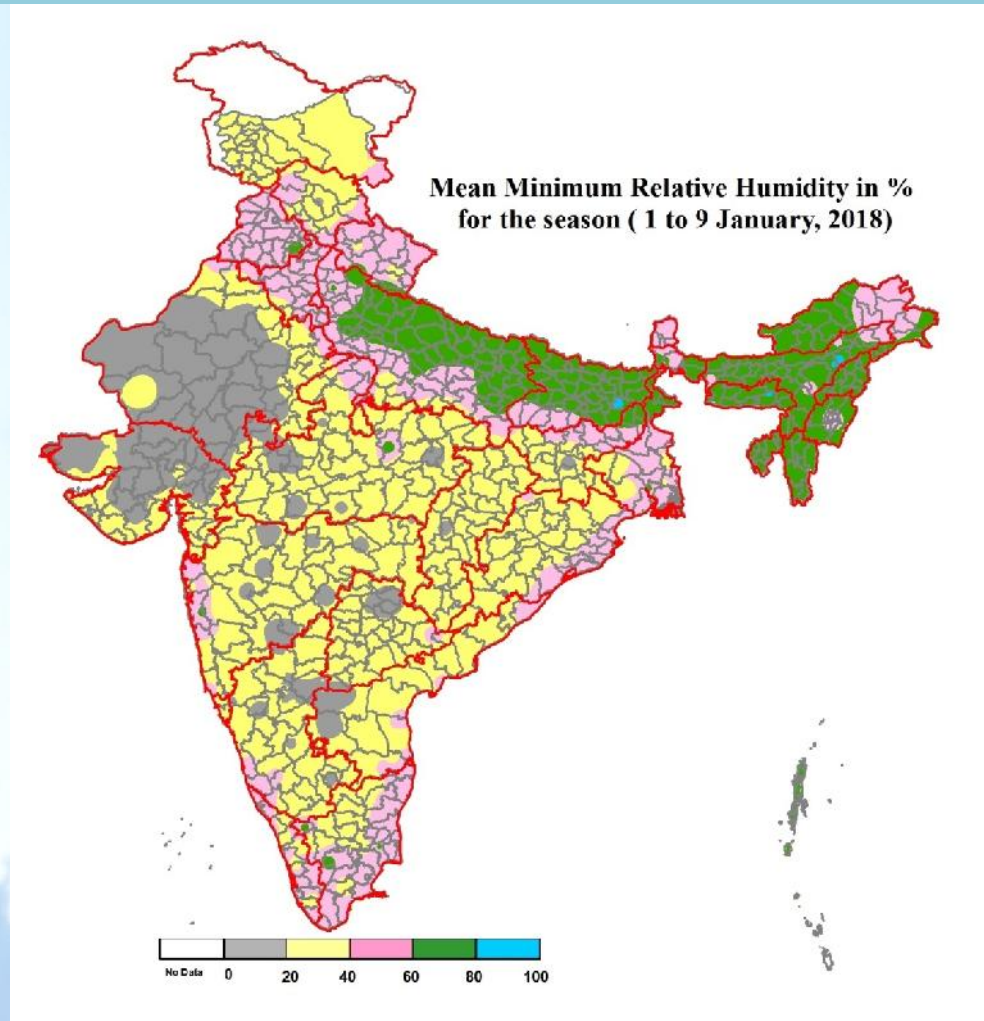 Mean Minimum Relative Humidity in %
for the season ( 1 to 9 January, 2018)
No Data 0 20 40 60 80 100